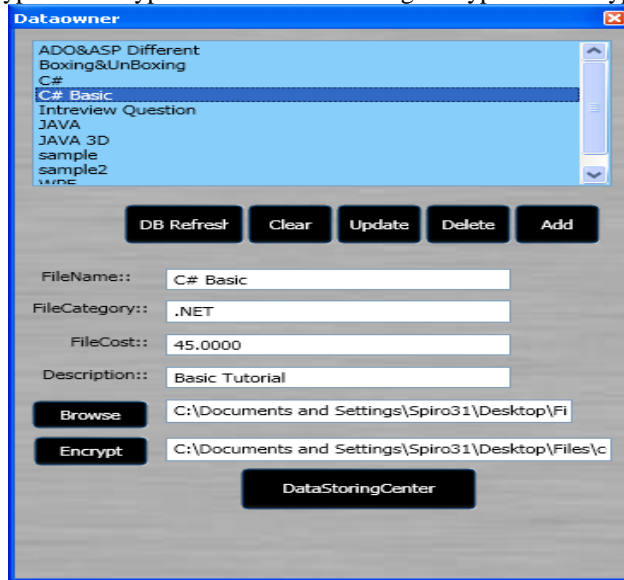 Dataowner
ADO&ASP Different
Boxing&UnBoxing
C#
C# Basic
Intreview Question
JAVA
JAVA 3D
sample
sample2
DB Refresh Clear Update Delete Add
FileName:: C# Basic
FileCategory:: .NET
FileCost:: 45.0000
Description:: Basic Tutorial
Browse C:\Documents and Settings\Spiro31\Desktop\Fi
Encrypt C:\Documents and Settings\Spiro31\Desktop\Files\c
DataStoringCenter